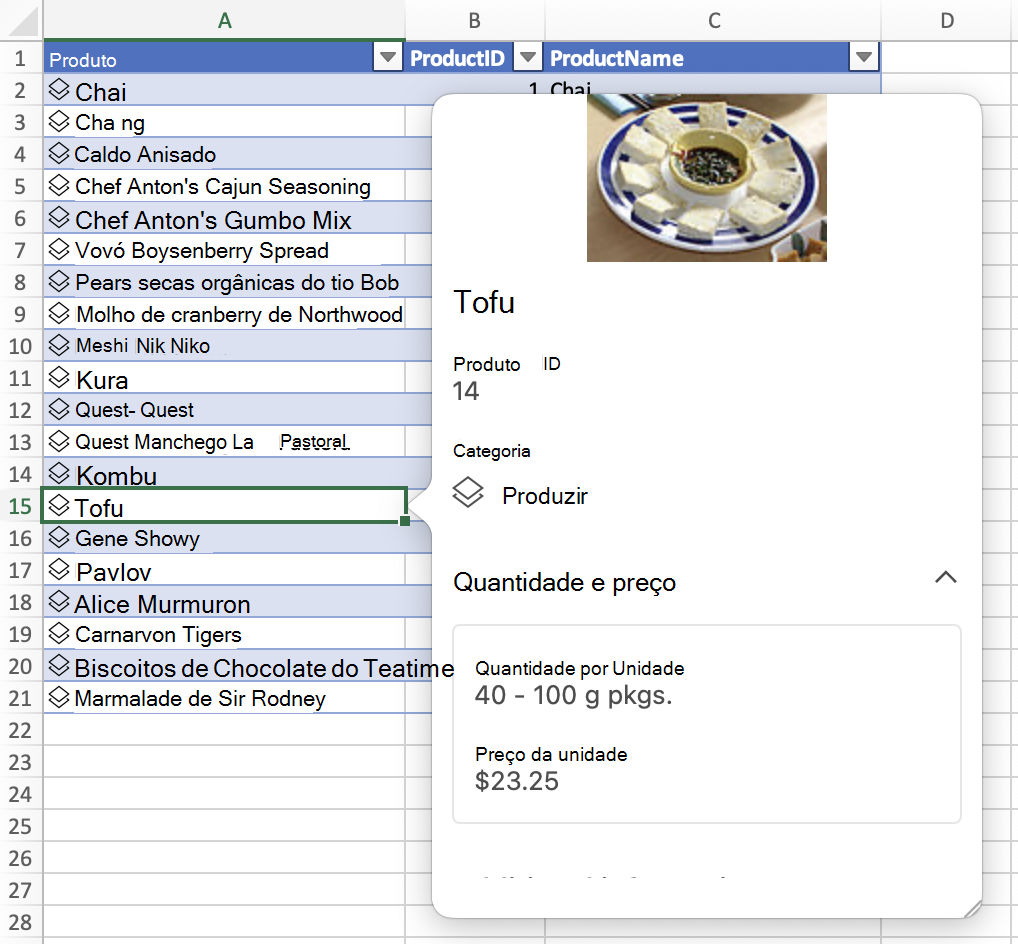 A B C D
1 Produto ProductID ProductName
2 Chai 1 Chai
3 Cha ng
4 Caldo Anisado
5 Chef Anton's Cajun Seasoning
6 Chef Anton's Gumbo Mix
7 Vovó Boysenberry Spread
8 Pears secas orgânicas do tio Bob
9 Molho de cranberry de Northwood
10 Meshi Nik Niko
11 Kura
12 Quest- Quest
13 Quest Manchego La Pastoral
14 Kombu
15 Tofu
16 Gene Showy
17 Pavlov
18 Alice Murmuron
19 Carnarvon Tigers
20 Biscoitos de Chocolate do Teatime
21 Marmalade de Sir Rodney
22
23
24
25
26
27
28
Tofu
Produto ID
14
Categoria
Produzir
Quantidade e preço
Quantidade por Unidade
40 - 100 g pkgs.
Preço da unidade
$23.25